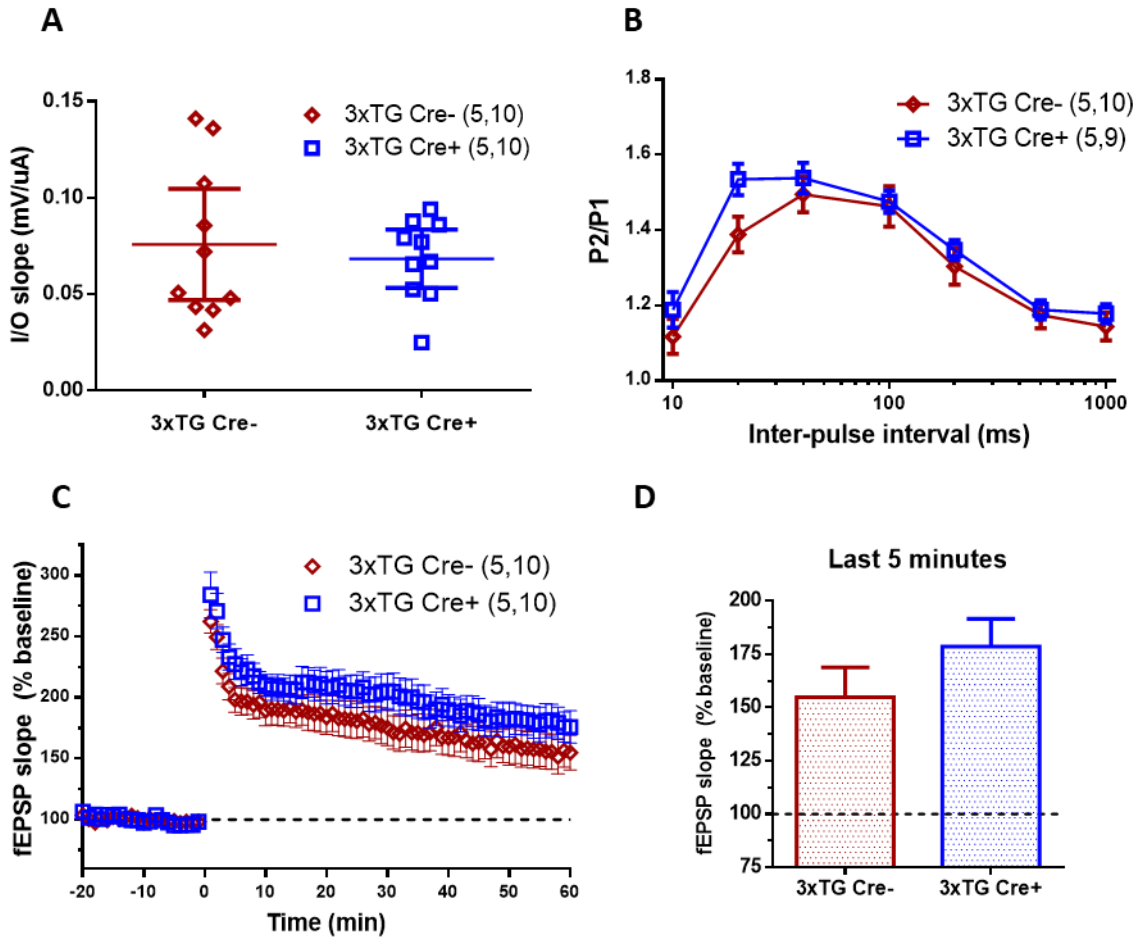 A
I/O slope (mV/uA)
0.15
0.10
0.05
0.00
3xTG Cre- (5,10)
3xTG Cre+ (5,10)
3xTG Cre-
3xTG Cre+
B
P2/P1
1.8
1.6
1.4
1.2
1.0
3xTG Cre- (5,10)
3xTG Cre+ (5,9)
10
100
1000
Inter-pulse interval (ms)
C
fEPSP slope (% baseline)
300
250
200
150
100
3xTG Cre- (5,10)
3xTG Cre+ (5,10)
-20
-10
0
10
20
30
40
50
60
Time (min)
D
Last 5 minutes
fEPSP slope (% baseline)
200
175
150
125
100
75
3xTG Cre-
3xTG Cre+